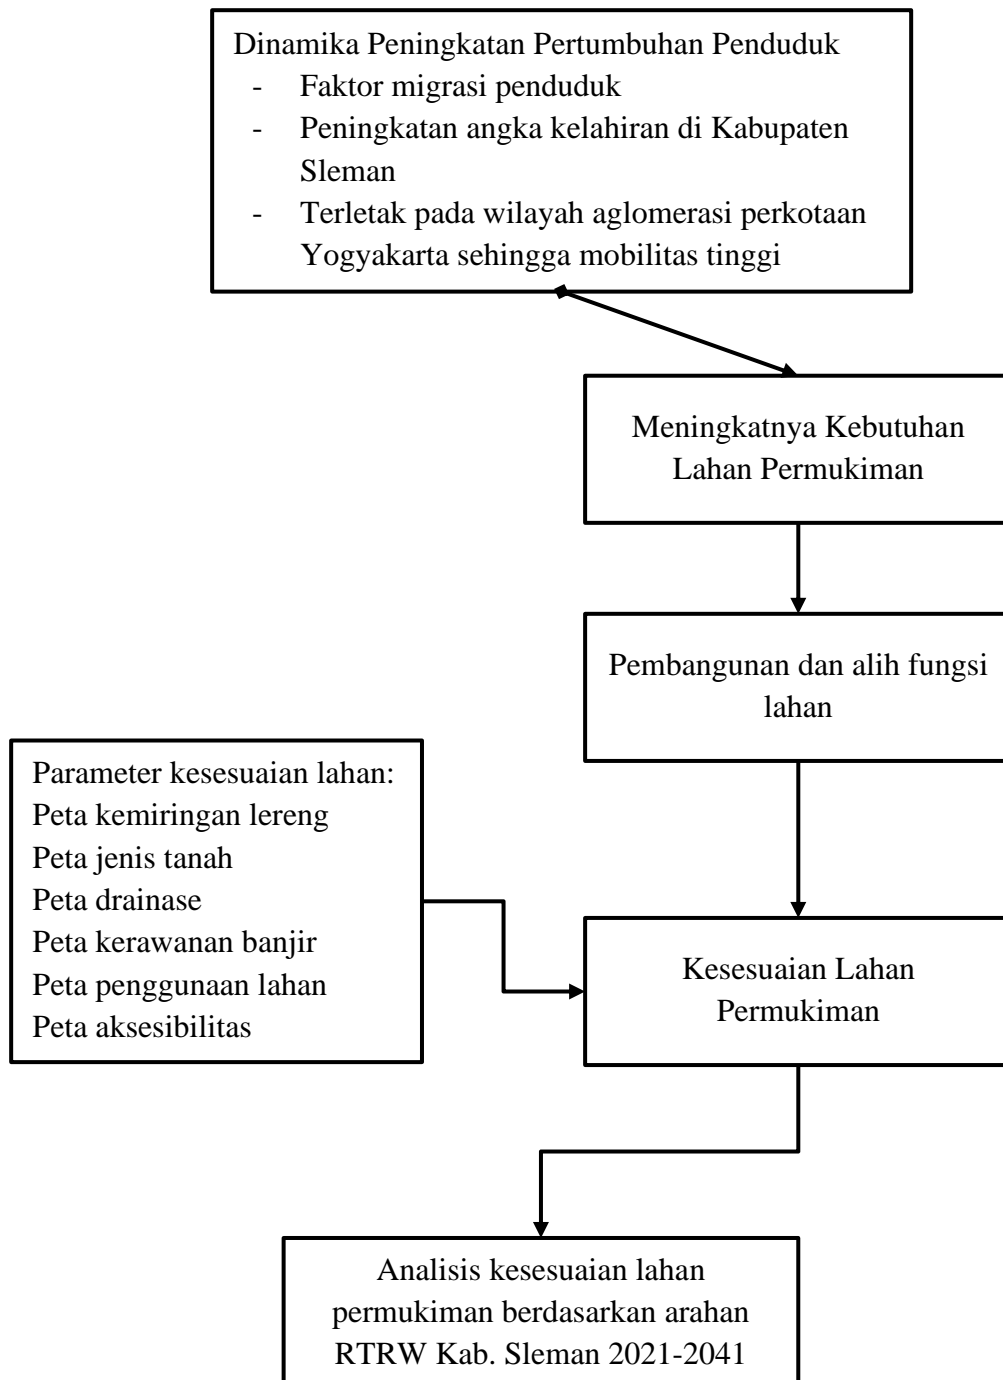 Dinamika Peningkatan Pertumbuhan Penduduk
- Faktor migrasi penduduk
- Peningkatan angka kelahiran di Kabupaten
Sleman
- Terletak pada wilayah aglomerasi perkotaan
Yogyakarta sehingga mobilitas tinggi
Meningkatnya Kebutuhan
Lahan Permukiman
Pembangunan dan alih fungsi
lahan
Parameter kesesuaian lahan:
Peta kemiringan lereng
Peta jenis tanah
Peta drainase
Peta kerawanan banjir
Peta penggunaan lahan
Peta aksesibilitas
Kesesuaian Lahan
Permukiman
Analisis kesesuaian lahan
permukiman berdasarkan arahan
RTRW Kab. Sleman 2021-2041